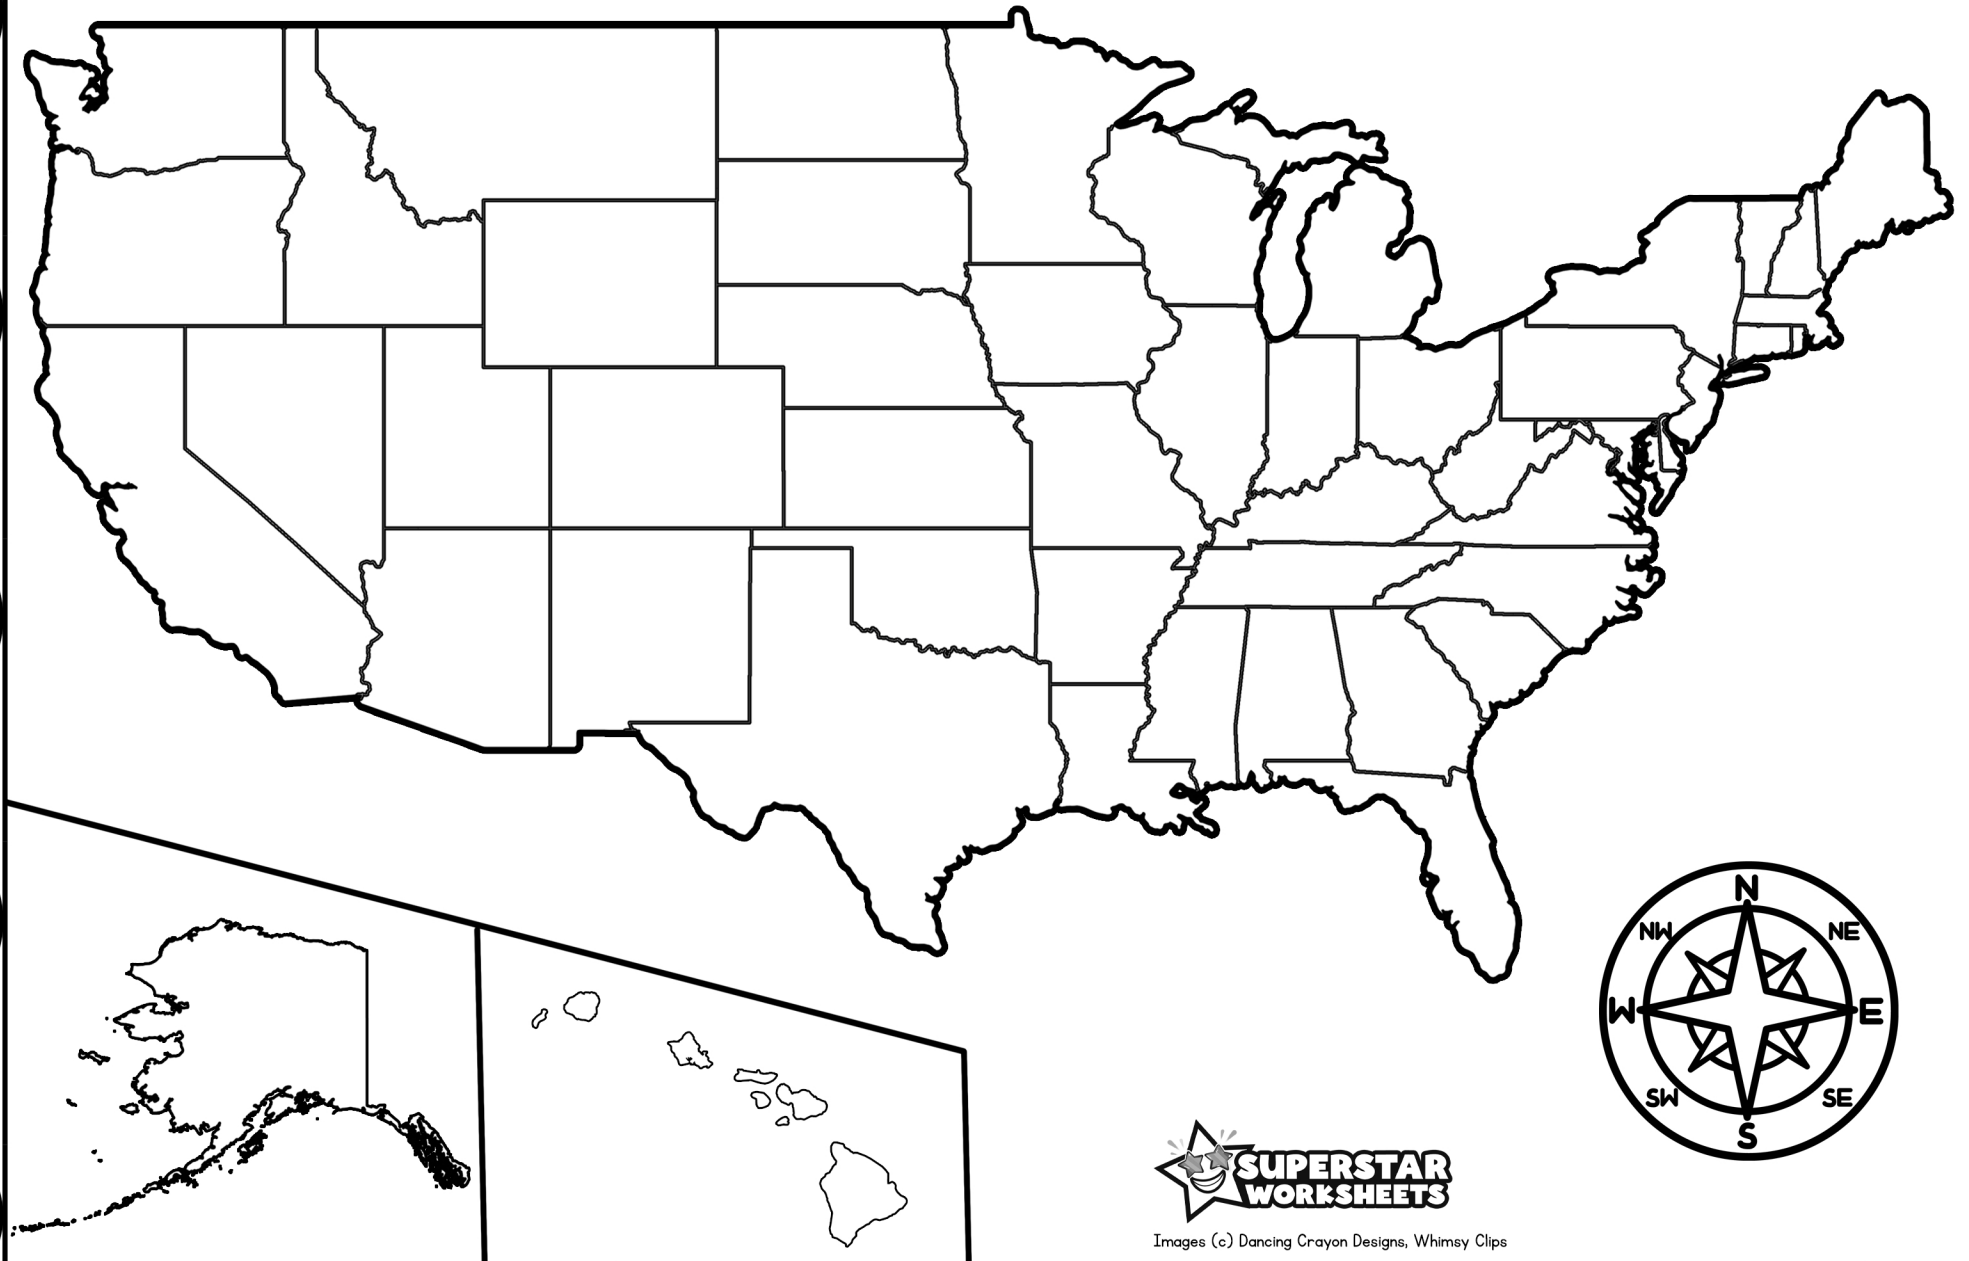 N
NW
NE
W
E
SW
SE
S
SUPERSTAR
WORKSHEETS
Images (c) Dancing Crayon Designs, Whimsy Clips